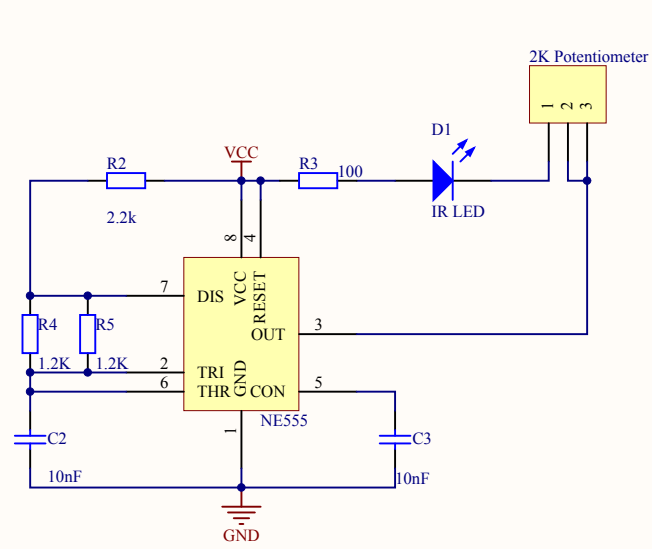 2K Potentiometer
1
2
3
D1
IR LED
VCC
R2
2.2k
R3
100
8
4
7
DIS
VCC
RESET
OUT
3
R4
1.2K
R5
1.2K
2
TRI
6
THR
GND
CON
5
NE555
1
C2
10nF
C3
10nF
GND